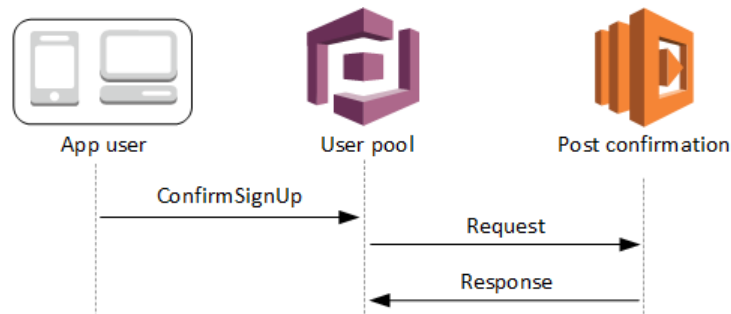 App user
User pool
Post confirmation
ConfirmSignUp
Request
Response